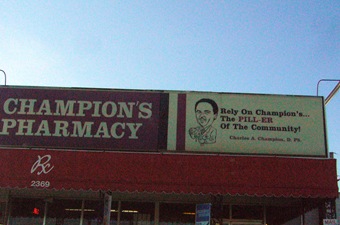 CHAMPION'S
PHARMACY
Rely On Champion's...
The PILL-ER
Of The Community!
Charles A. Champion, D. Ph.
Rx
2369